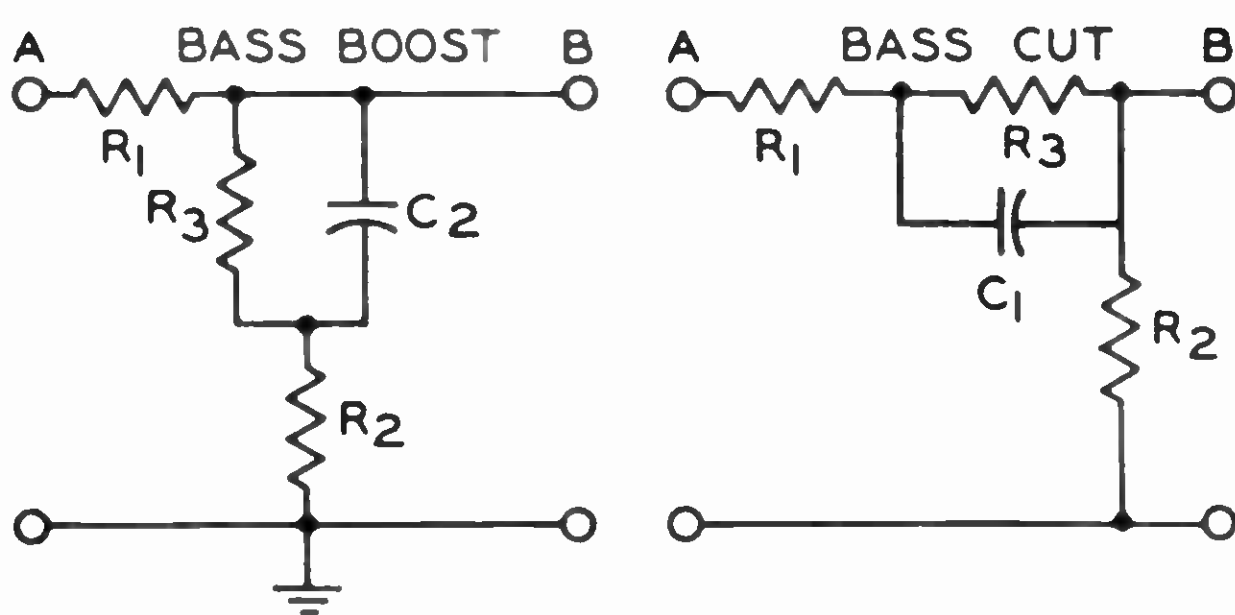 A BASS BOOST B
R1
R3
C2
R2
A BASS CUT B
R1
R3
C1
R2